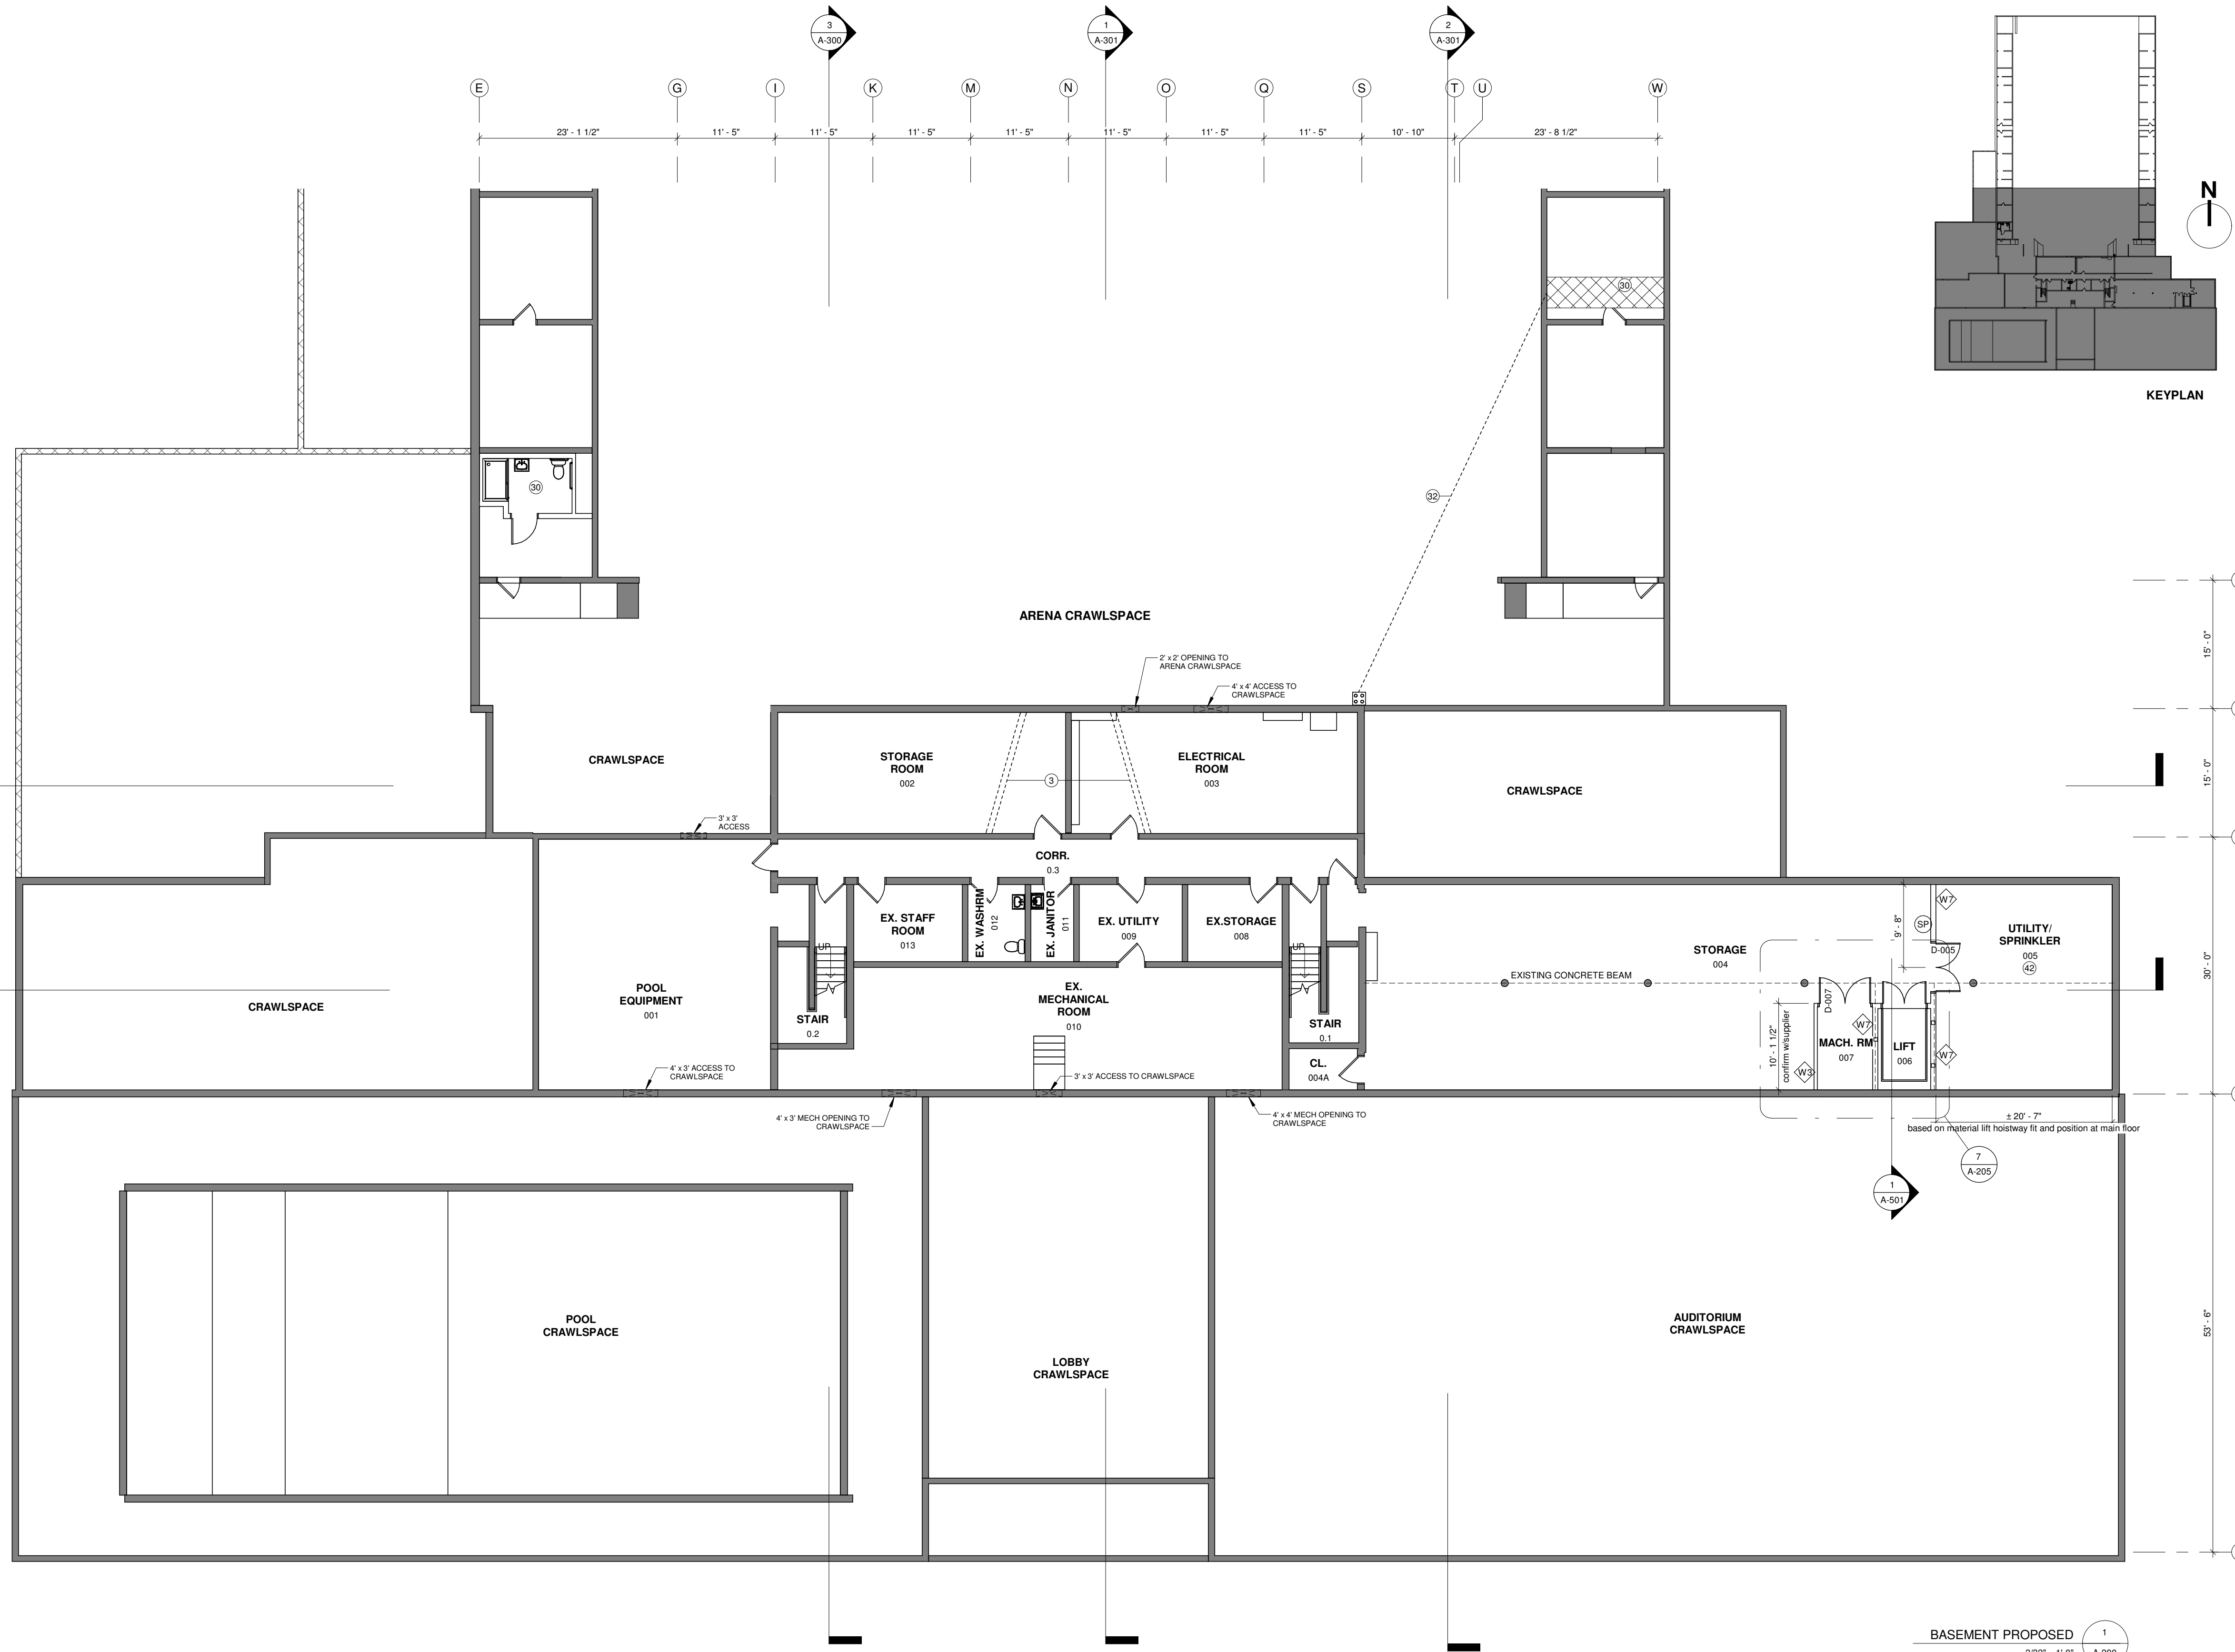 3
A-300
1
A-301
2
A-301
E
G
I
K
M
N
O
Q
S
T
U
W
23' - 1 1/2"
11' - 5"
11' - 5"
11' - 5"
11' - 5"
11' - 5"
11' - 5"
11' - 5"
10' - 10"
23' - 8 1/2"
N
KEYPLAN
30
30
32
ARENA CRAWLSPACE
2' x 2' OPENING TO
ARENA CRAWLSPACE
4' x 4' ACCESS TO
CRAWLSPACE
15' - 0"
CRAWLSPACE
STORAGE
ROOM
002
3
ELECTRICAL
ROOM
003
CRAWLSPACE
15' - 0"
3' x 3'
ACCESS
CORR.
0.3
EX. STAFF
ROOM
013
EX. WASHRM
012
EX. JANITOR
011
EX. UTILITY
009
EX.STORAGE
008
UP
UP
STORAGE
004
9' - 8"
W7
SP
D-005
UTILITY/
SPRINKLER
005
42
30' - 0"
EXISTING CONCRETE BEAM
CRAWLSPACE
POOL
EQUIPMENT
001
STAIR
0.2
EX.
MECHANICAL
ROOM
010
STAIR
0.1
CL.
004A
10' - 1 1/2"
confirm w/supplier
D-007
W7
MACH. RM
007
LIFT
006
W7
W3
4' x 3' ACCESS TO
CRAWLSPACE
3' x 3' ACCESS TO CRAWLSPACE
4' x 3' MECH OPENING TO
CRAWLSPACE
4' x 4' MECH OPENING TO
CRAWLSPACE
± 20' - 7"
based on material lift hoistway fit and position at main floor
7
A-205
1
A-501
POOL
CRAWLSPACE
LOBBY
CRAWLSPACE
AUDITORIUM
CRAWLSPACE
53' - 6"
BASEMENT PROPOSED
1